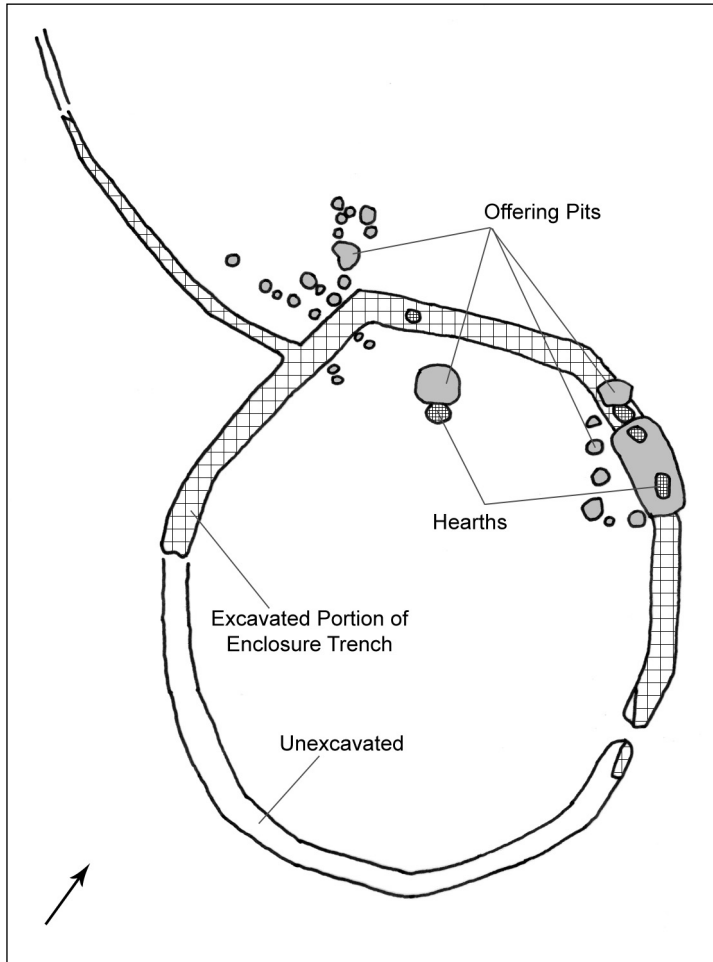 Offering Pits
Hearths
Excavated Portion of
Enclosure Trench
Unexcavated